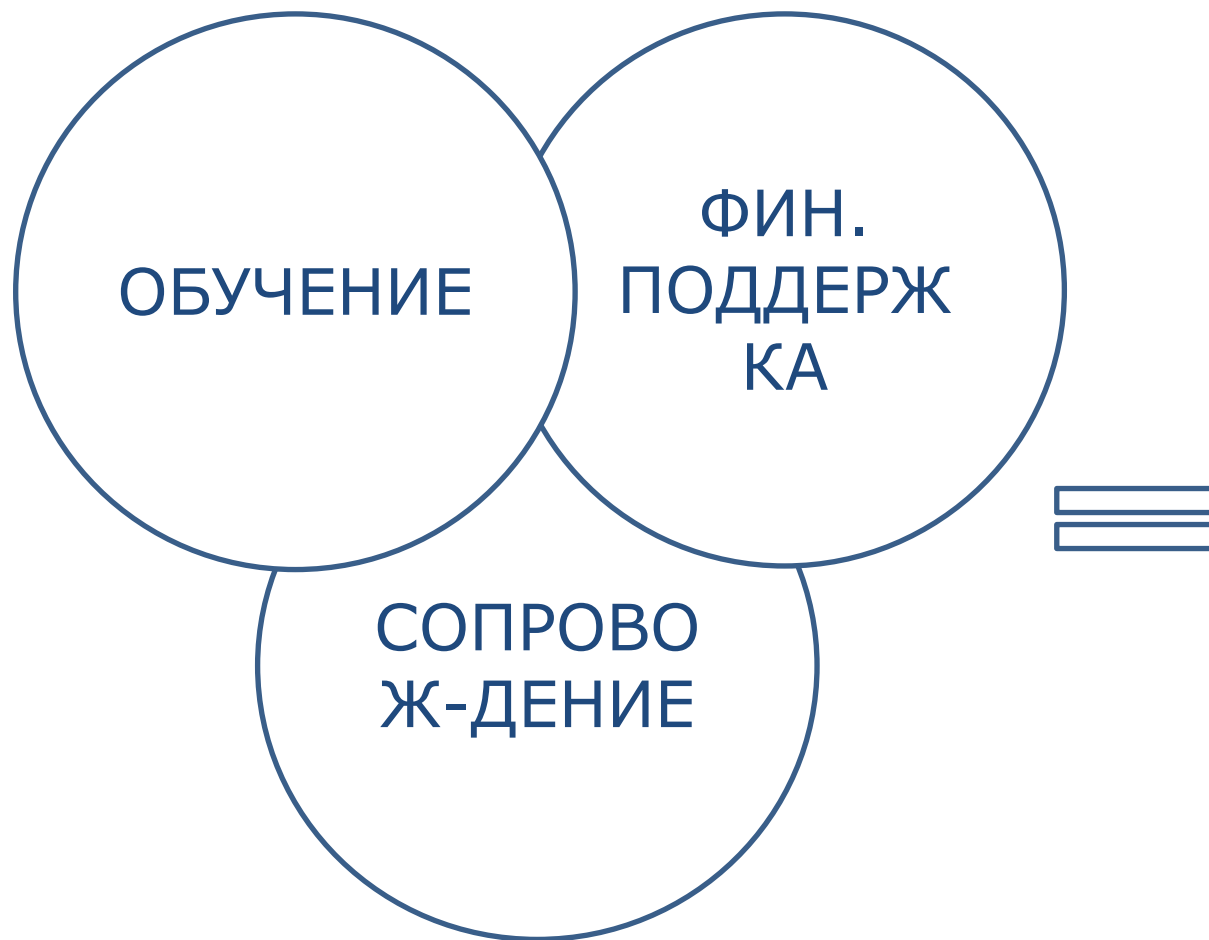 ОБУЧЕНИЕ
ФИН.
ПОДДЕРЖ
КА
СОПРОВО
Ж-ДЕНИЕ